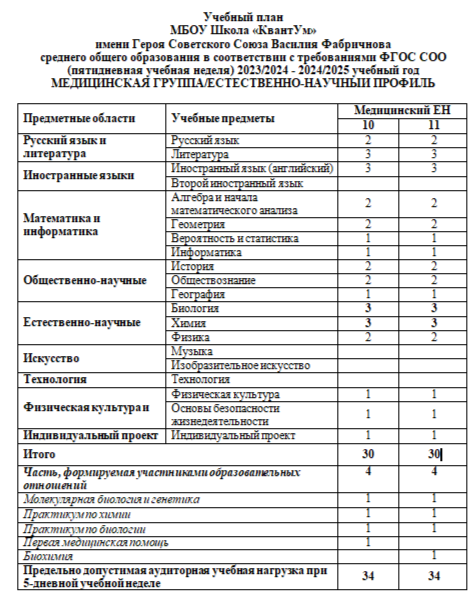 Учебный план
МБОУ Школа «КвантУм»
имени Героя Советского Союза Василия Фабричнова
среднего общего образования в соответствии с требованиями ФГОС СОО
(пятидневная учебная неделя) 2023/2024 - 2024/2025 учебный год
МЕДИЦИНСКАЯ ГРУППА/ЕСТЕСТВЕННО-НАУЧНЫЙ ПРОФИЛЬ
Предметные области Учебные предметы Медицинский ЕН
10 11
Русский язык и литература Русский язык 2 2
Литература 3 3
Иностранные языки Иностранный язык (английский) 3 3
Второй иностранный язык
Математика и информатика Алгебра и начала математического анализа 2 2
Геометрия 2 2
Вероятность и статистика 1 1
Информатика 1 1
Общественно-научные История 2 2
Обществознание 2 2
География 1 1
Естественно-научные Биология 3 3
Химия 3 3
Физика 2 2
Искусство Музыка
Изобразительное искусство
Технология Технология
Физическая культура и Физическая культура 1 1
Основы безопасности жизнедеятельности 1 1
Индивидуальный проект Индивидуальный проект 1 1
Итого 30 30
Часть, формируемая участниками образовательных отношений 4 4
Молекулярная биология и генетика 1 1
Практикум по химии 1 1
Практикум по биологии 1 1
Первая медицинская помощь 1
Биохимия 1
Предельно допустимая аудиторная учебная нагрузка при 5-дневной учебной неделе 34 34